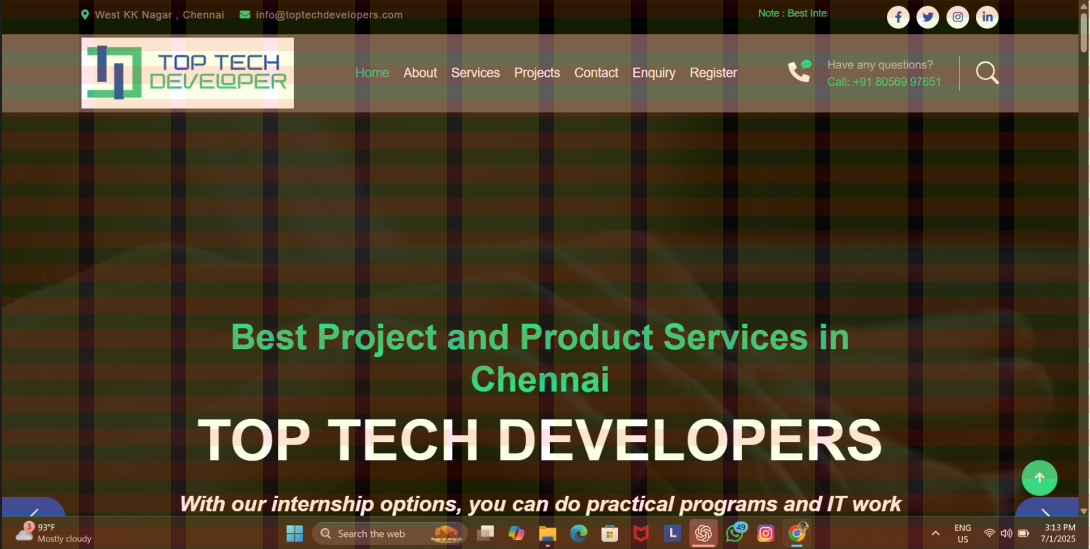 West KK Nagar , Chennai info@toptechdevelopers.com Note : Best Inte
TOP TECH
DEVELOPER
Home About Services Projects Contact Enquiry Register
Have any questions?
Call: +91 80569 97651
Best Project and Product Services in
Chennai
TOP TECH DEVELOPERS
With our internship options, you can do practical programs and IT work
3
93°F
Mostly cloudy
Search the web
L
49
ENG
US
3:13 PM
7/1/2025